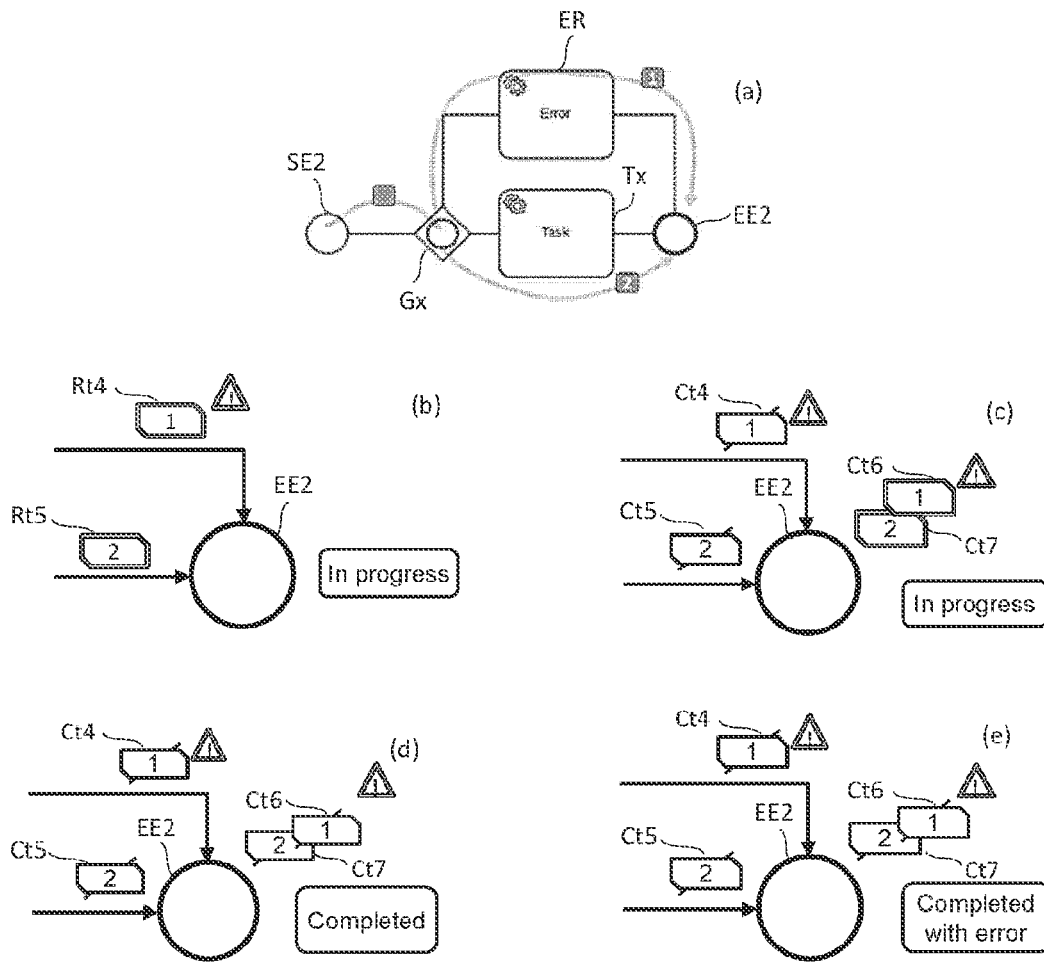 ER
(a)
Error
SE2
Tx
EE2
Task
Gx
2
Rt4
1
(b)
EE2
Rt5
2
In progress
Ct4
1
(c)
Ct6
EE2
1
Ct5
2
2
Ct7
In progress
Ct4
1
(d)
Ct6
EE2
1
2
Ct5
2
Ct7
Completed
Ct4
1
(e)
Ct6
EE2
1
2
Ct5
2
Ct7
Completed
with error